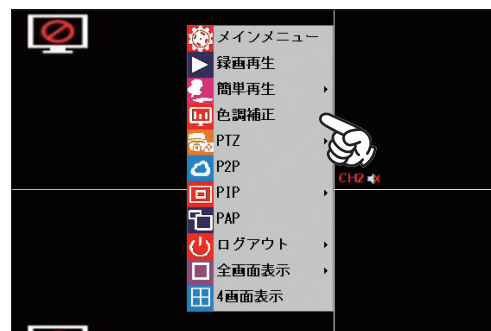 メインメニュー
録画再生
簡単再生
色調補正
PTZ
P2P
CH2
PIP
PAP
ログアウト
全画面表示
4画面表示